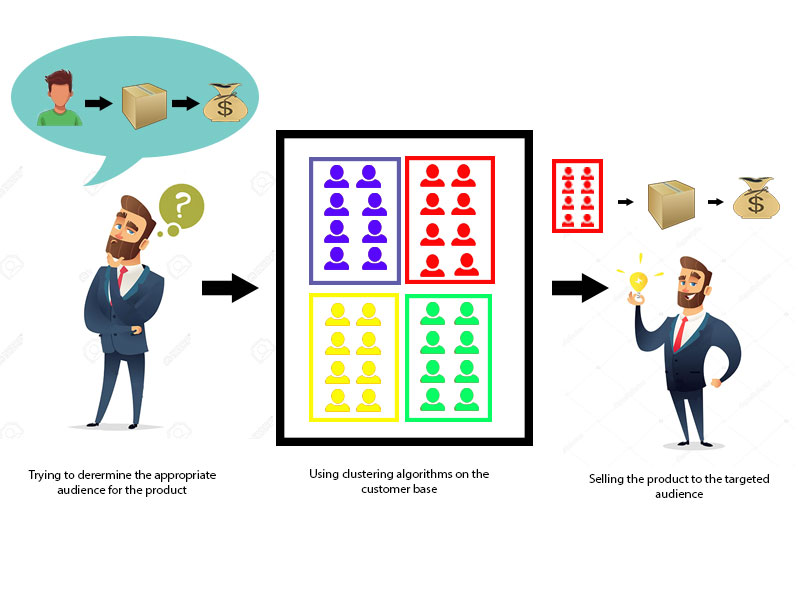 $
?
$
Trying to derermine the appropriate
audience for the product
Using clustering algorithms on the
customer base
Selling the product to the targeted
audience